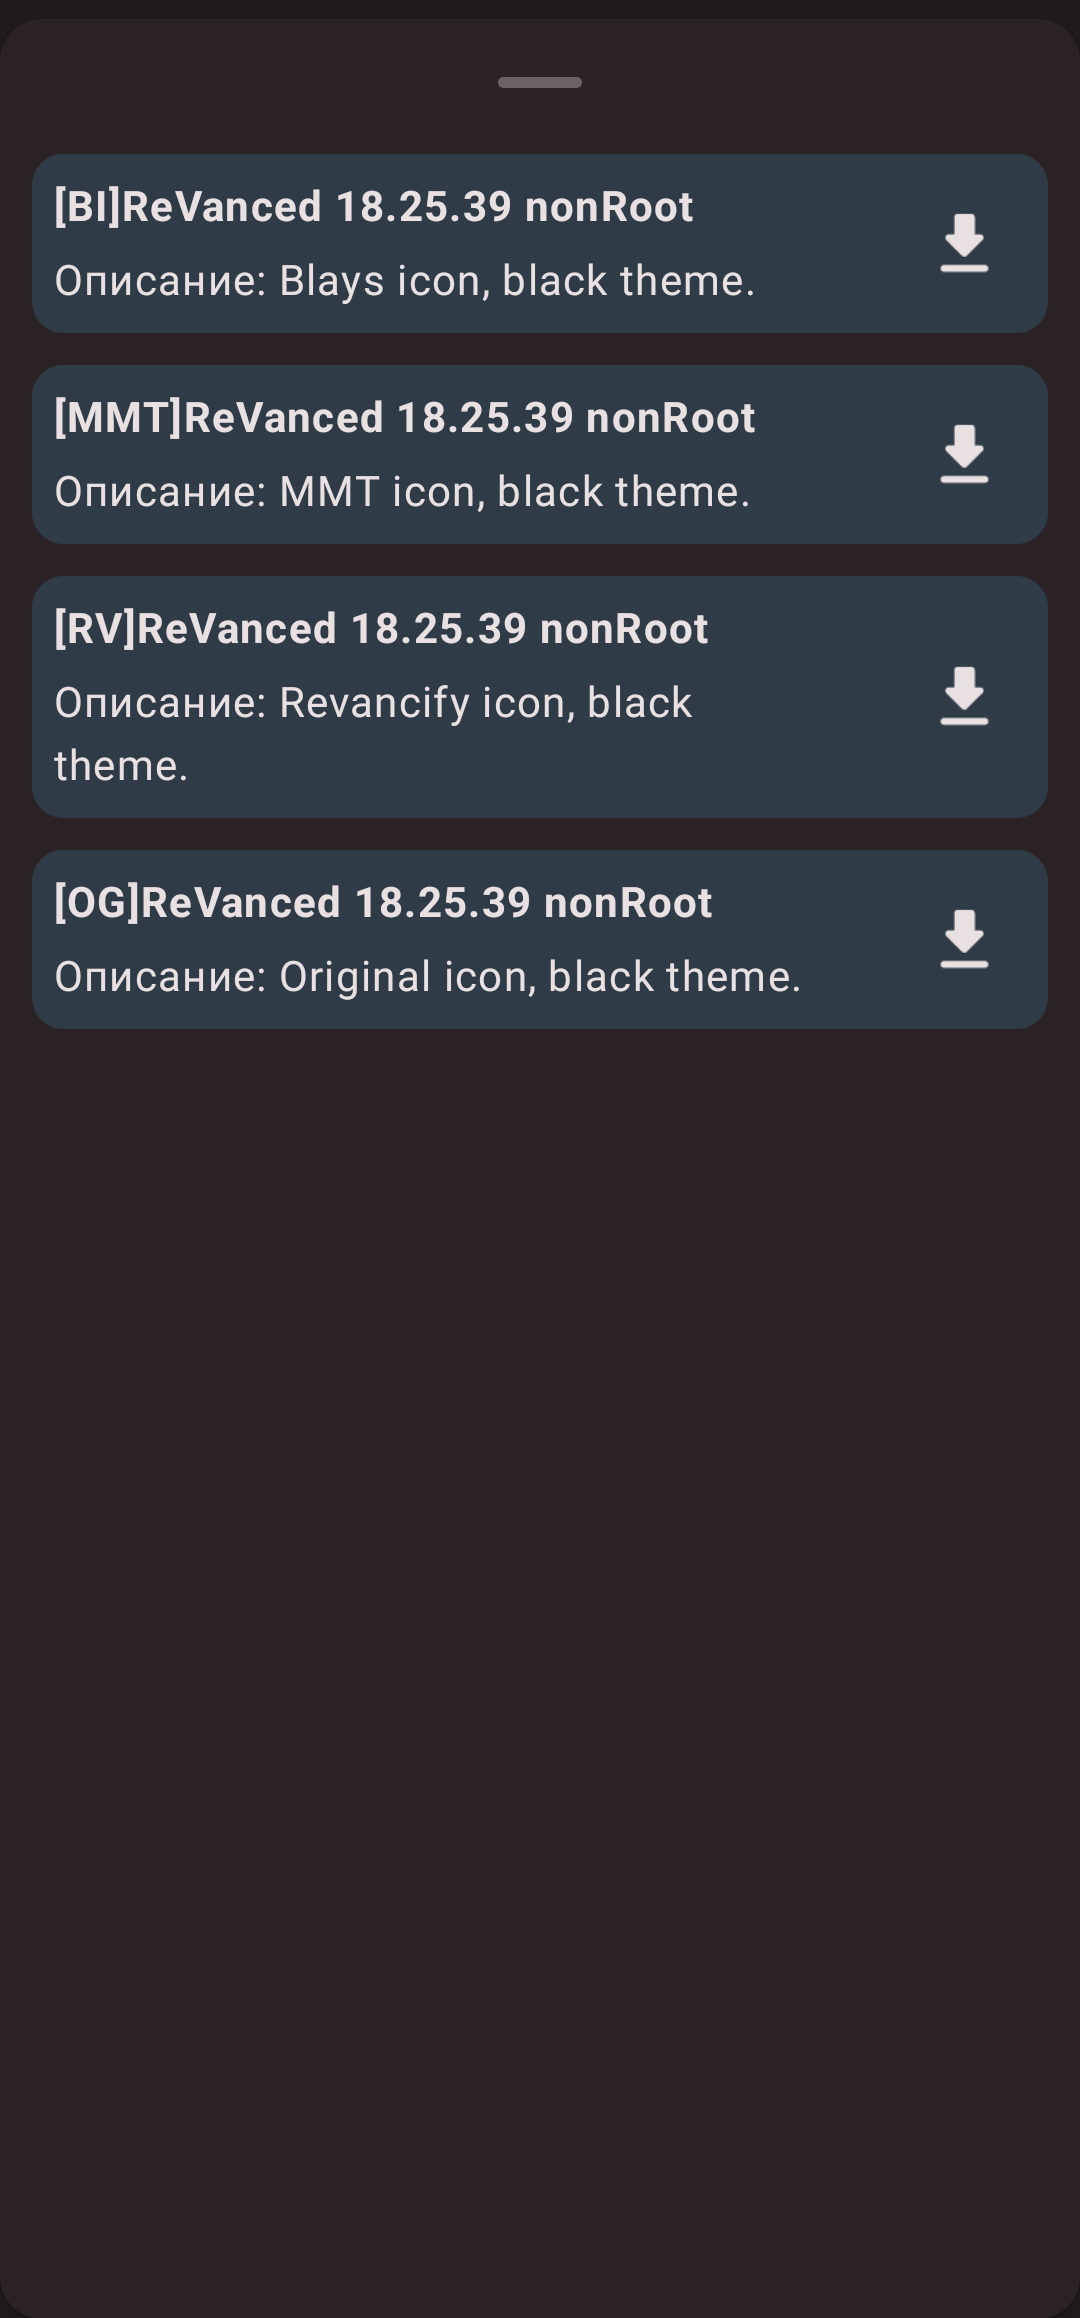 [BI]ReVanced 18.25.39 nonRoot
Описание: Blays icon, black theme.
[MMT]ReVanced 18.25.39 nonRoot
Описание: MMT icon, black theme.
[RV]ReVanced 18.25.39 nonRoot
Описание: Revancify icon, black
theme.
[OG]ReVanced 18.25.39 nonRoot
Описание: Original icon, black theme.